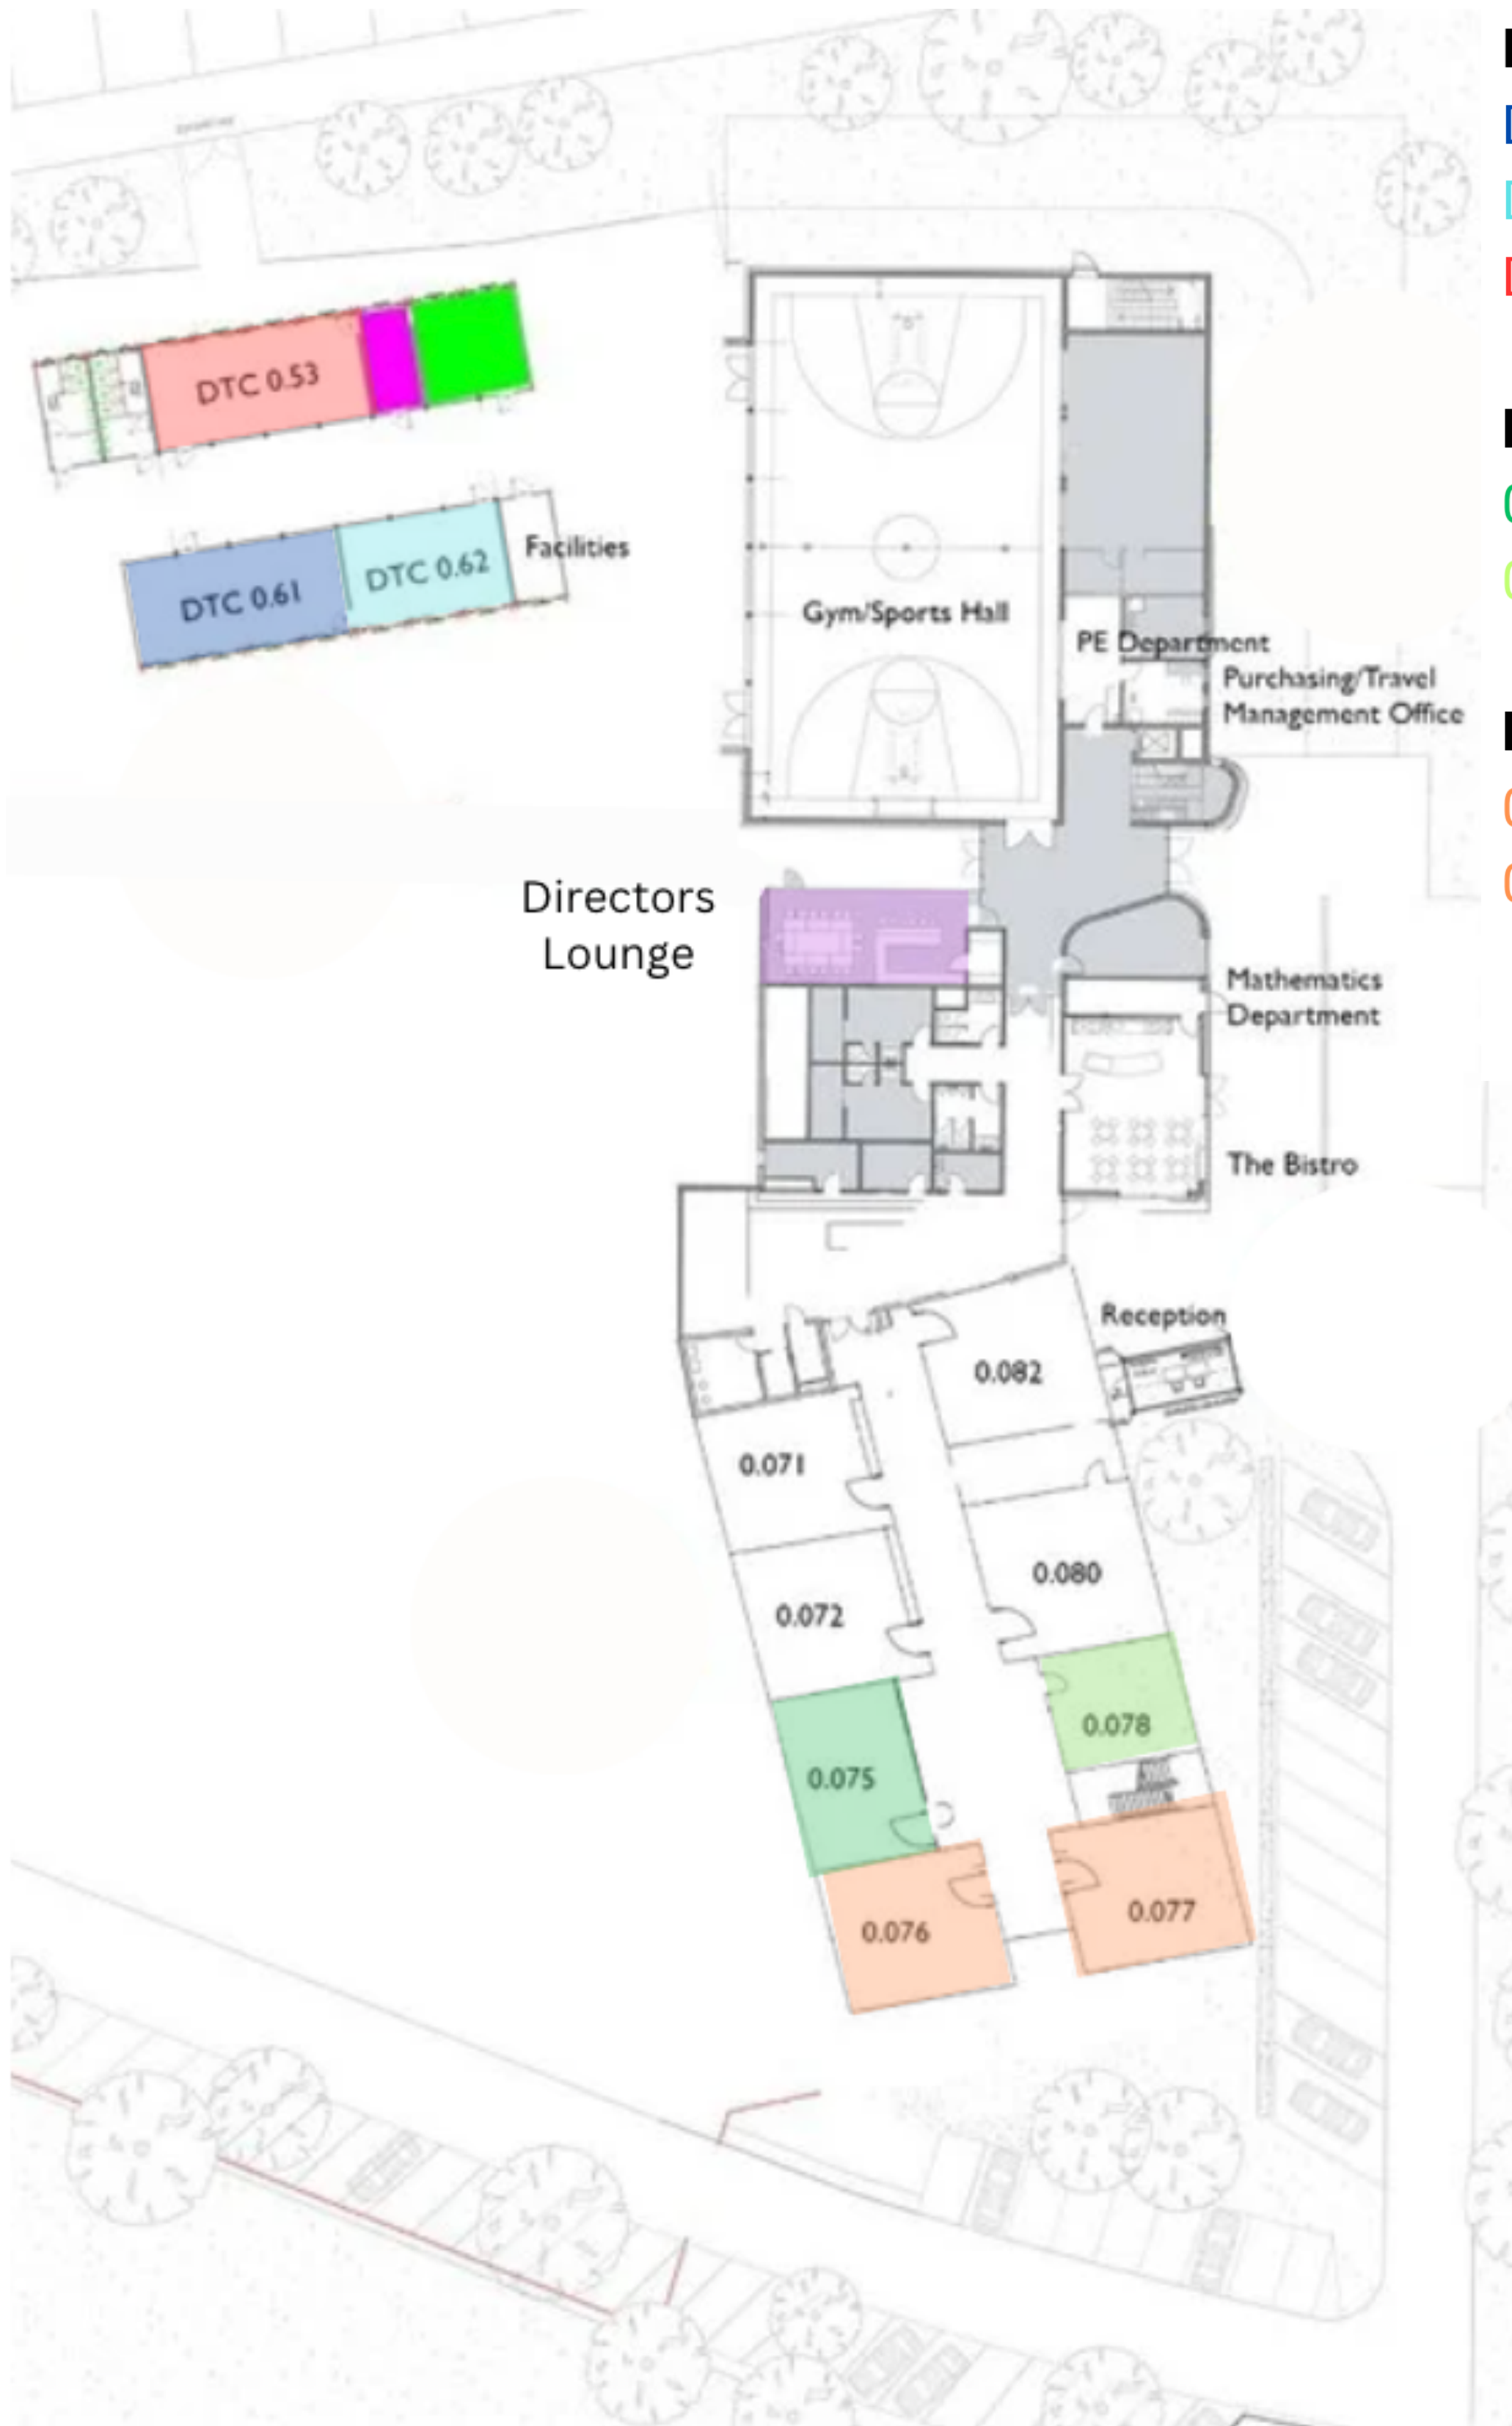 DTC 0.53
DTC 0.61
DTC 0.62
Facilities
Gym/Sports Hall
PE Department
Purchasing/Travel
Management Office
Directors
Lounge
Mathematics
Department
The Bistro
Reception
0.082
0.071
0.080
0.072
0.078
0.075
0.077
0.076